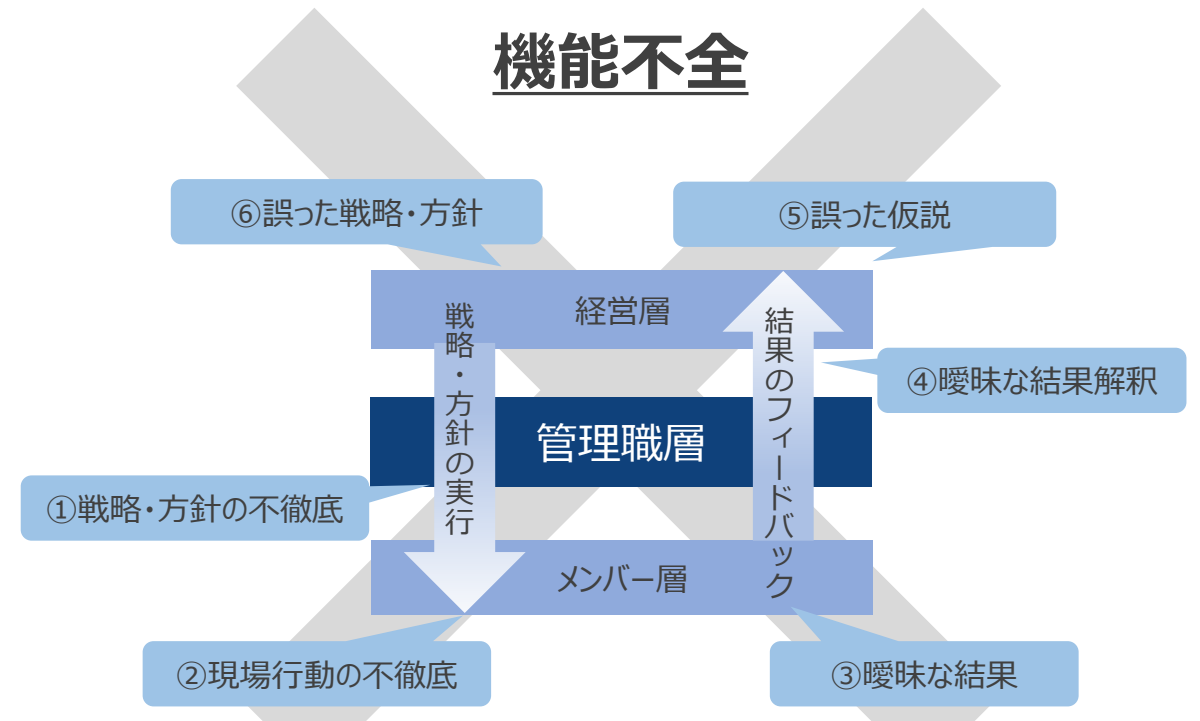 機能不全
⑥誤った戦略・方針
⑤誤った仮説
経営層
戦略・方針の実行
結果のフィードバック
④曖昧な結果解釈
管理職層
①戦略・方針の不徹底
メンバー層
②現場行動の不徹底
③曖昧な結果